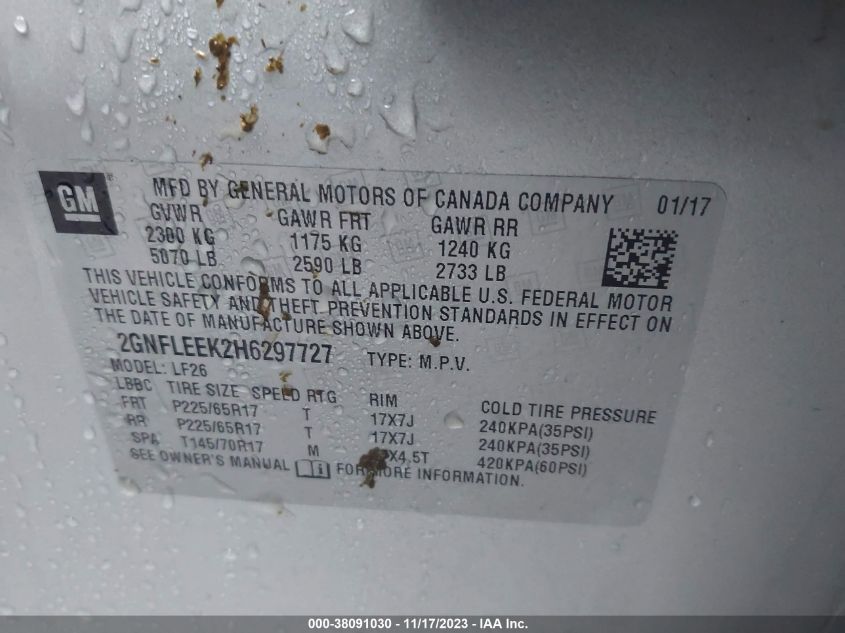 GM ® MFD BY GENERAL MOTORS OF CANADA COMPANY 01/17
GVWR GAWR FRT GAWR RR
2300 KG 1175 KG 1240 KG
5070 LB 2590 LB 2733 LB
THIS VEHICLE CONFORMS TO ALL APPLICABLE U.S. FEDERAL MOTOR
VEHICLE SAFETY AND THEFT PREVENTION STANDARDS IN EFFECT ON
THE DATE OF MANUFACTURE SHOWN ABOVE.
2GNFLEEK2H6297727 TYPE: M.P.V.
MODEL: LF26
LBBC TIRE SIZE SPEED RTG RIM COLD TIRE PRESSURE
FRT P225/65R17 T 17X7J 240KPA(35PSI)
RR P225/65R17 T 17X7J 240KPA(35PSI)
SPA T145/70R17 M X4.5T 420KPA(60PSI)
SEE OWNER'S MANUAL FOR MORE INFORMATION.
000-38091030 - 11/17/2023 - IAA Inc.